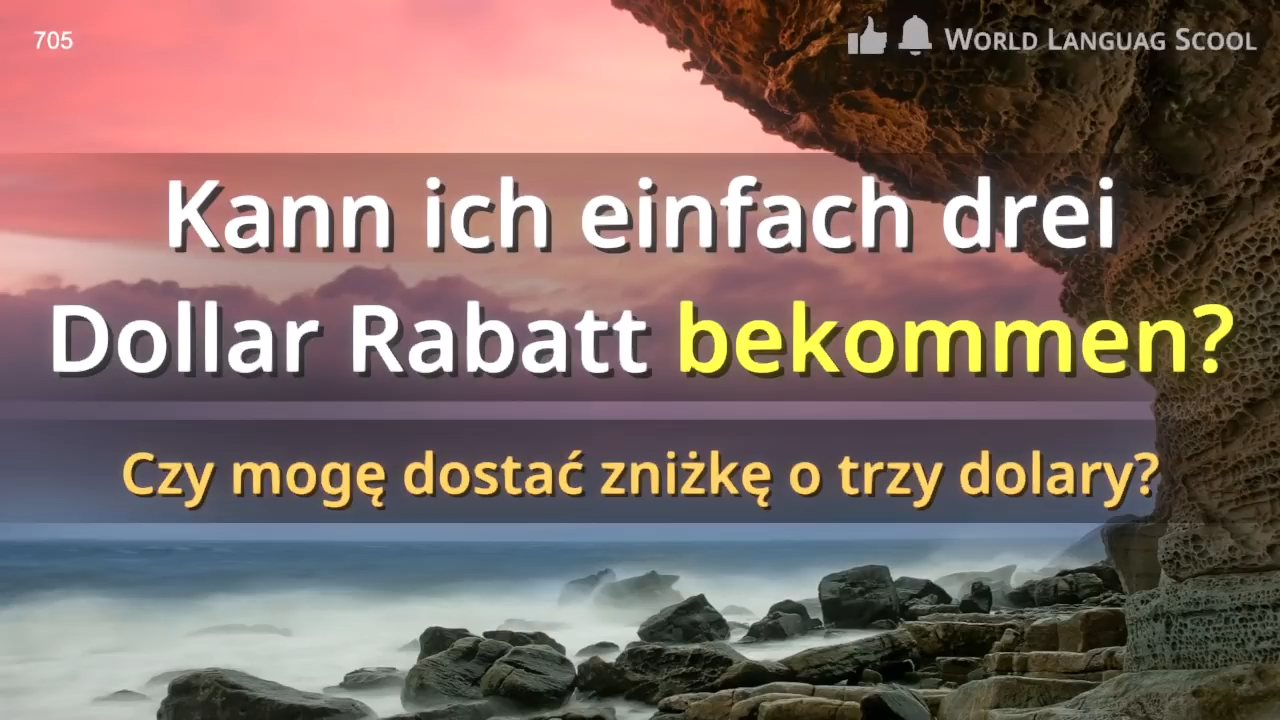 705
World Languag Scool
Kann ich einfach drei
Dollar Rabatt bekommen?
Czy mogę dostać zniżkę o trzy dolary?